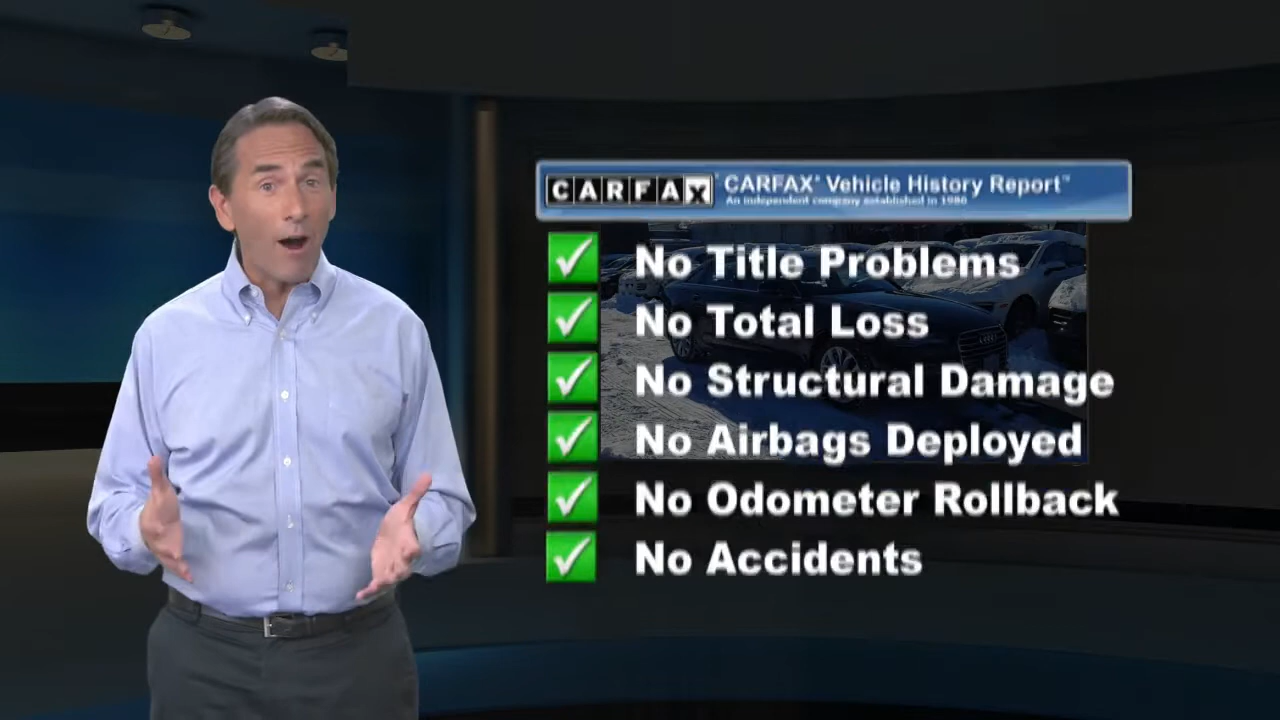 CARFAX
CARFAX® Vehicle History Report™
An independent company established in 1986
No Title Problems
No Total Loss
No Structural Damage
No Airbags Deployed
No Odometer Rollback
No Accidents